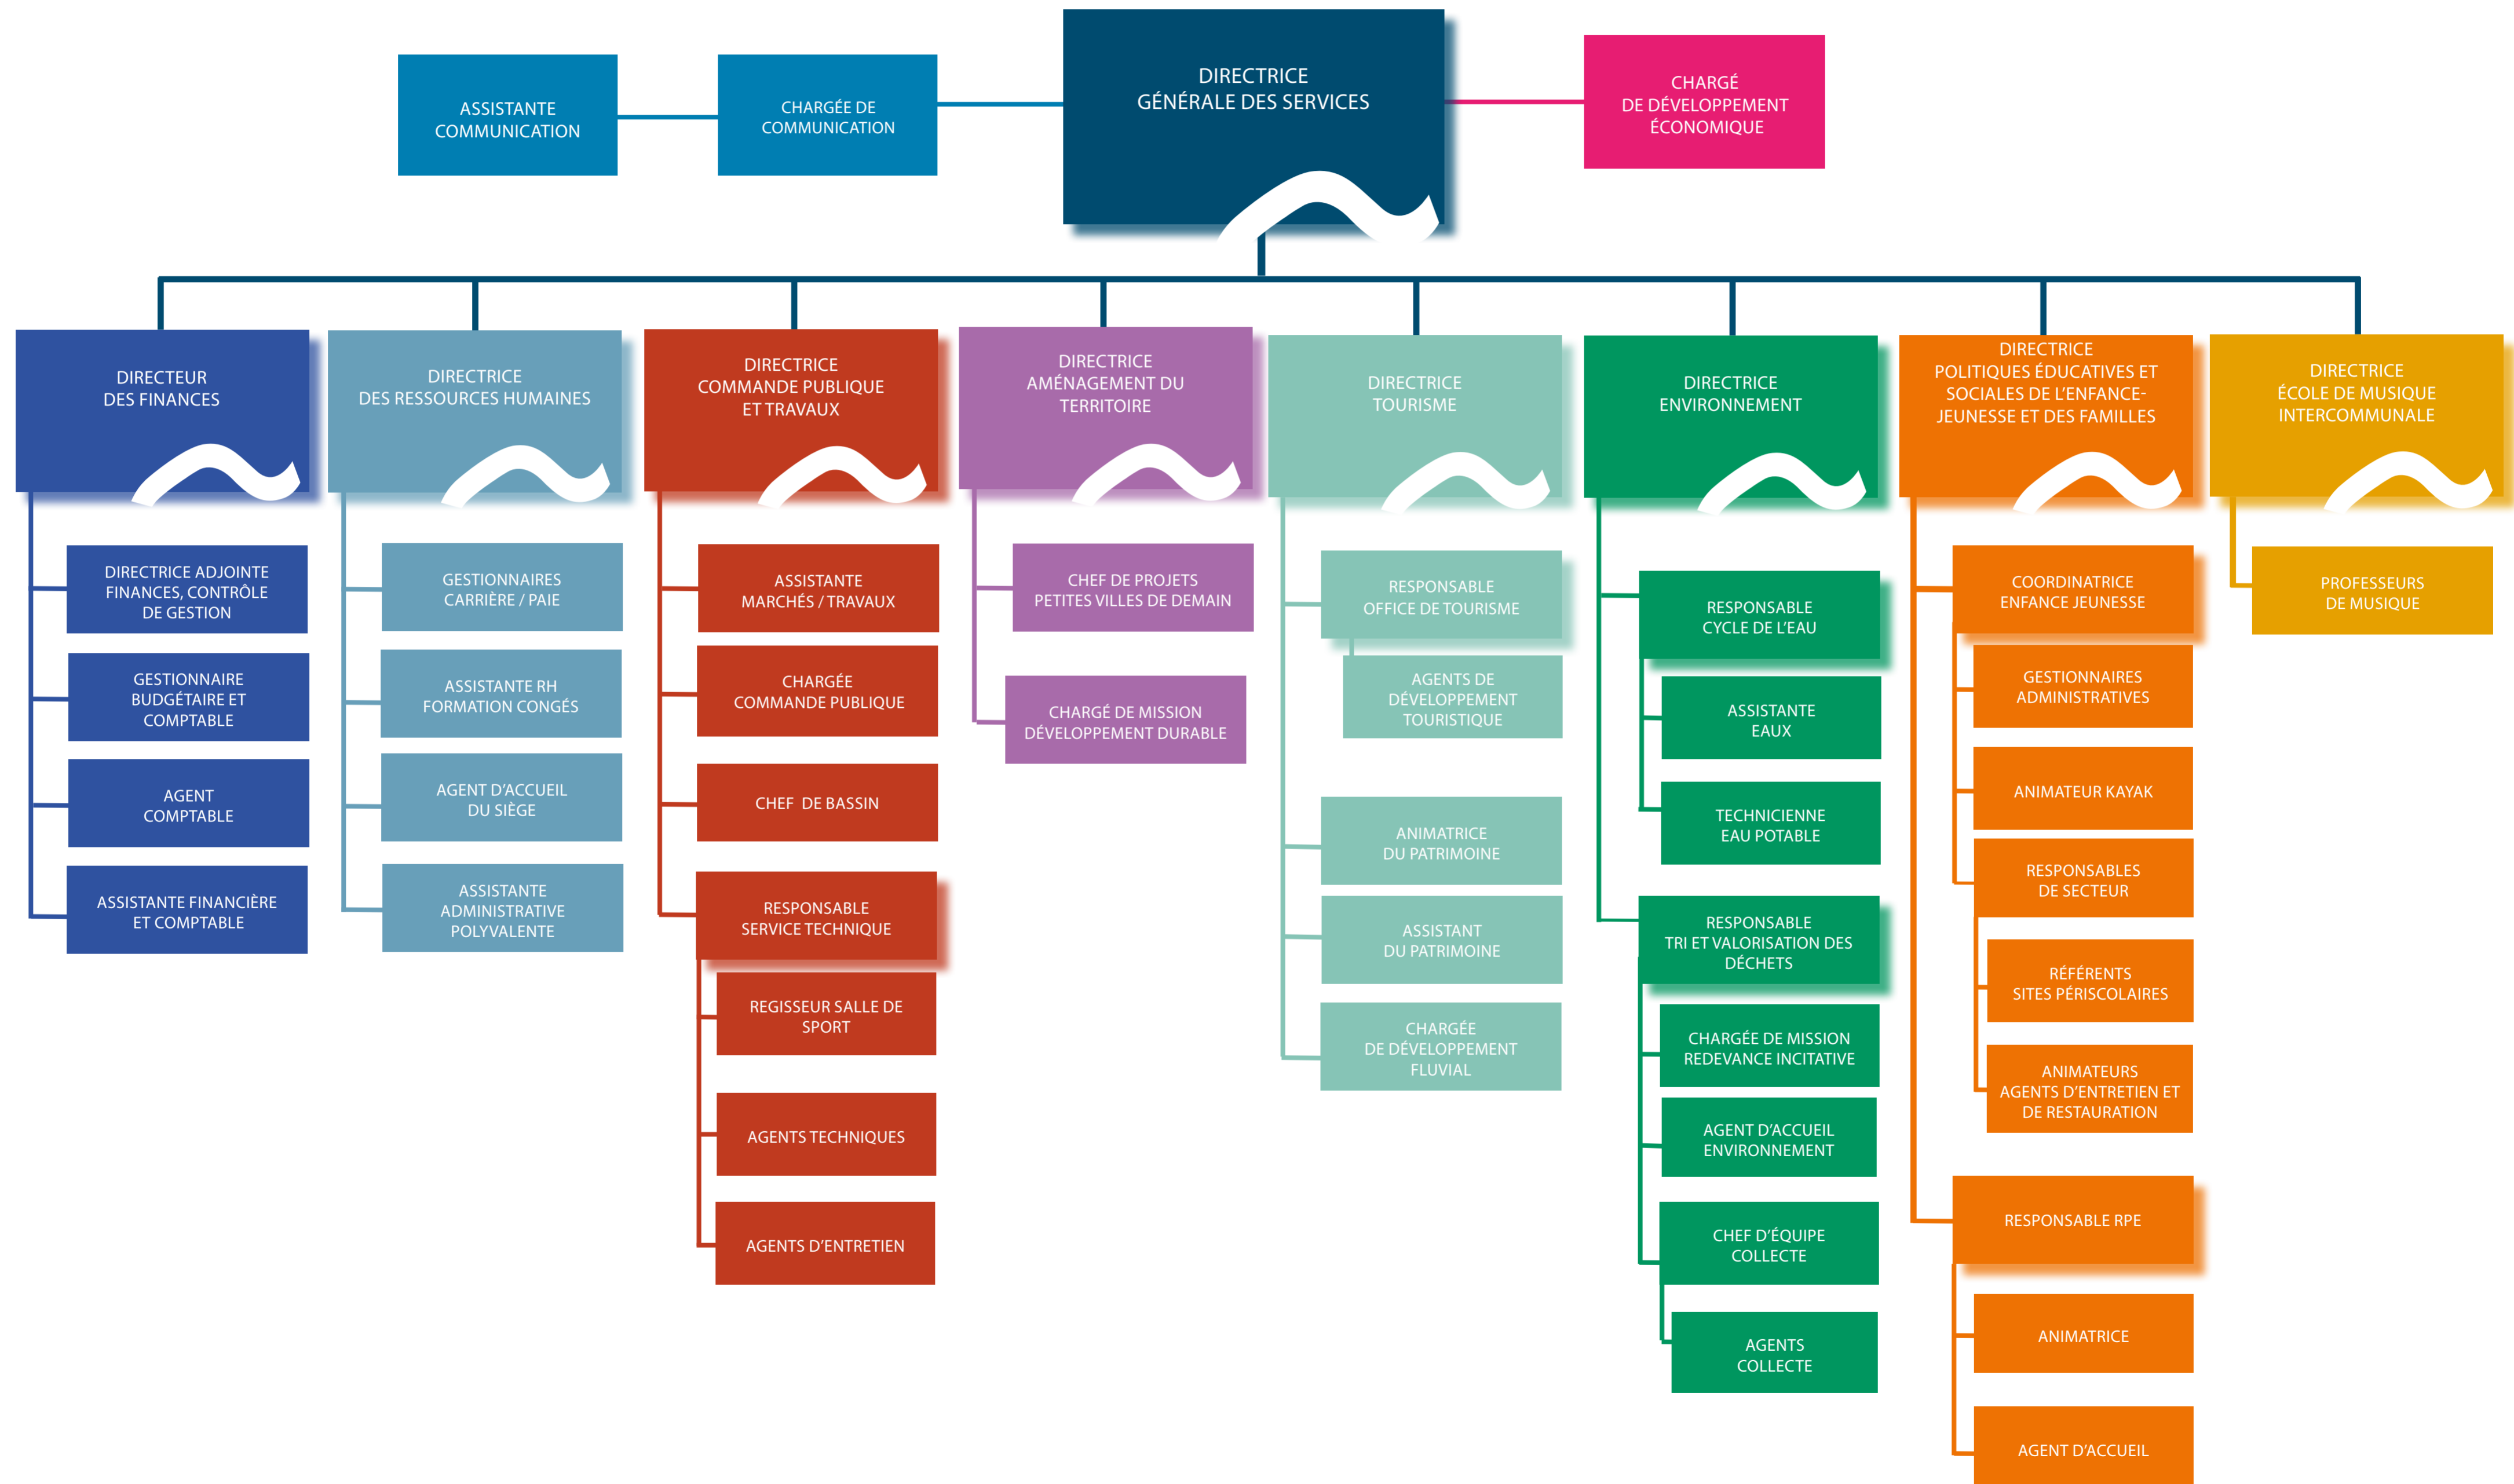 ASSISTANTE
COMMUNICATION
CHARGÉE DE
COMMUNICATION
DIRECTRICE
GÉNÉRALE DES SERVICES
CHARGÉ
DE DÉVELOPPEMENT
ÉCONOMIQUE
DIRECTEUR
DES FINANCES
DIRECTRICE ADJOINTE
FINANCES, CONTRÔLE
DE GESTION
GESTIONNAIRE
BUDGÉTAIRE ET
COMPTABLE
AGENT
COMPTABLE
ASSISTANTE FINANCIÈRE
ET COMPTABLE
DIRECTRICE
DES RESSOURCES HUMAINES
GESTIONNAIRES
CARRIÈRE / PAIE
ASSISTANTE RH
FORMATION CONGÉS
AGENT D’ACCUEIL
DU SIÈGE
ASSISTANTE
ADMINISTRATIVE
POLYVALENTE
DIRECTRICE
COMMANDE PUBLIQUE
ET TRAVAUX
ASSISTANTE
MARCHÉS / TRAVAUX
CHARGÉE
COMMANDE PUBLIQUE
CHEF DE BASSIN
RESPONSABLE
SERVICE TECHNIQUE
REGISSEUR SALLE DE
SPORT
AGENTS TECHNIQUES
AGENTS D’ENTRETIEN
DIRECTRICE
AMÉNAGEMENT DU
TERRITOIRE
CHEF DE PROJETS
PETITES VILLES DE DEMAIN
CHARGÉ DE MISSION
DÉVELOPPEMENT DURABLE
DIRECTRICE
TOURISME
RESPONSABLE
OFFICE DE TOURISME
AGENTS DE
DÉVELOPPEMENT
TOURISTIQUE
ANIMATRICE
DU PATRIMOINE
ASSISTANT
DU PATRIMOINE
CHARGÉE
DE DÉVELOPPEMENT
FLUVIAL
DIRECTRICE
ENVIRONNEMENT
RESPONSABLE
CYCLE DE L’EAU
ASSISTANTE
EAUX
TECHNICIENNE
EAU POTABLE
RESPONSABLE
TRI ET VALORISATION DES
DÉCHETS
CHARGÉE DE MISSION
REDEVANCE INCITATIVE
AGENT D’ACCUEIL
ENVIRONNEMENT
CHEF D’ÉQUIPE
COLLECTE
AGENTS
COLLECTE
DIRECTRICE
POLITIQUES ÉDUCATIVES ET
SOCIALES DE L’ENFANCE-
JEUNESSE ET DES FAMILLES
COORDINATRICE
ENFANCE JEUNESSE
GESTIONNAIRES
ADMINISTRATIVES
ANIMATEUR KAYAK
RESPONSABLES
DE SECTEUR
RÉFÉRENTS
SITES PÉRISCOLAIRES
ANIMATEURS
AGENTS D’ENTRETIEN ET
DE RESTAURATION
RESPONSABLE RPE
ANIMATRICE
AGENT D’ACCUEIL
DIRECTRICE
ÉCOLE DE MUSIQUE
INTERCOMMUNALE
PROFESSEURS
DE MUSIQUE